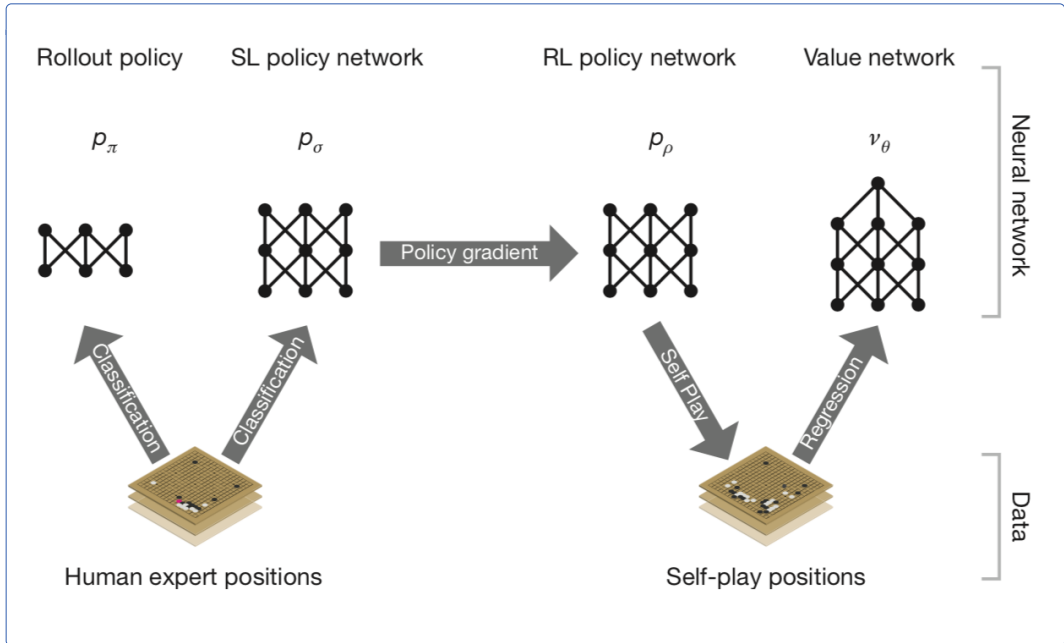 Rollout policy
SL policy network
RL policy network
Value network
p_π
p_σ
p_ρ
ν_θ
Neural network
Policy gradient
Classification
Classification
Self Play
Regression
Data
Human expert positions
Self-play positions